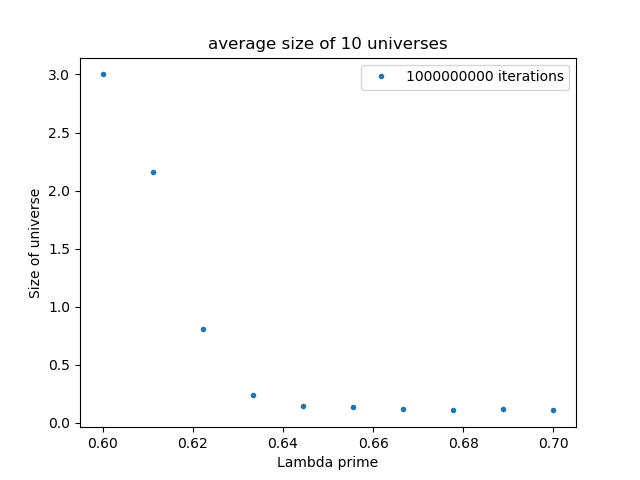 average size of 10 universes
1000000000 iterations
Size of universe
3.0
2.5
2.0
1.5
1.0
0.5
0.0
0.60 0.62 0.64 0.66 0.68 0.70
Lambda prime